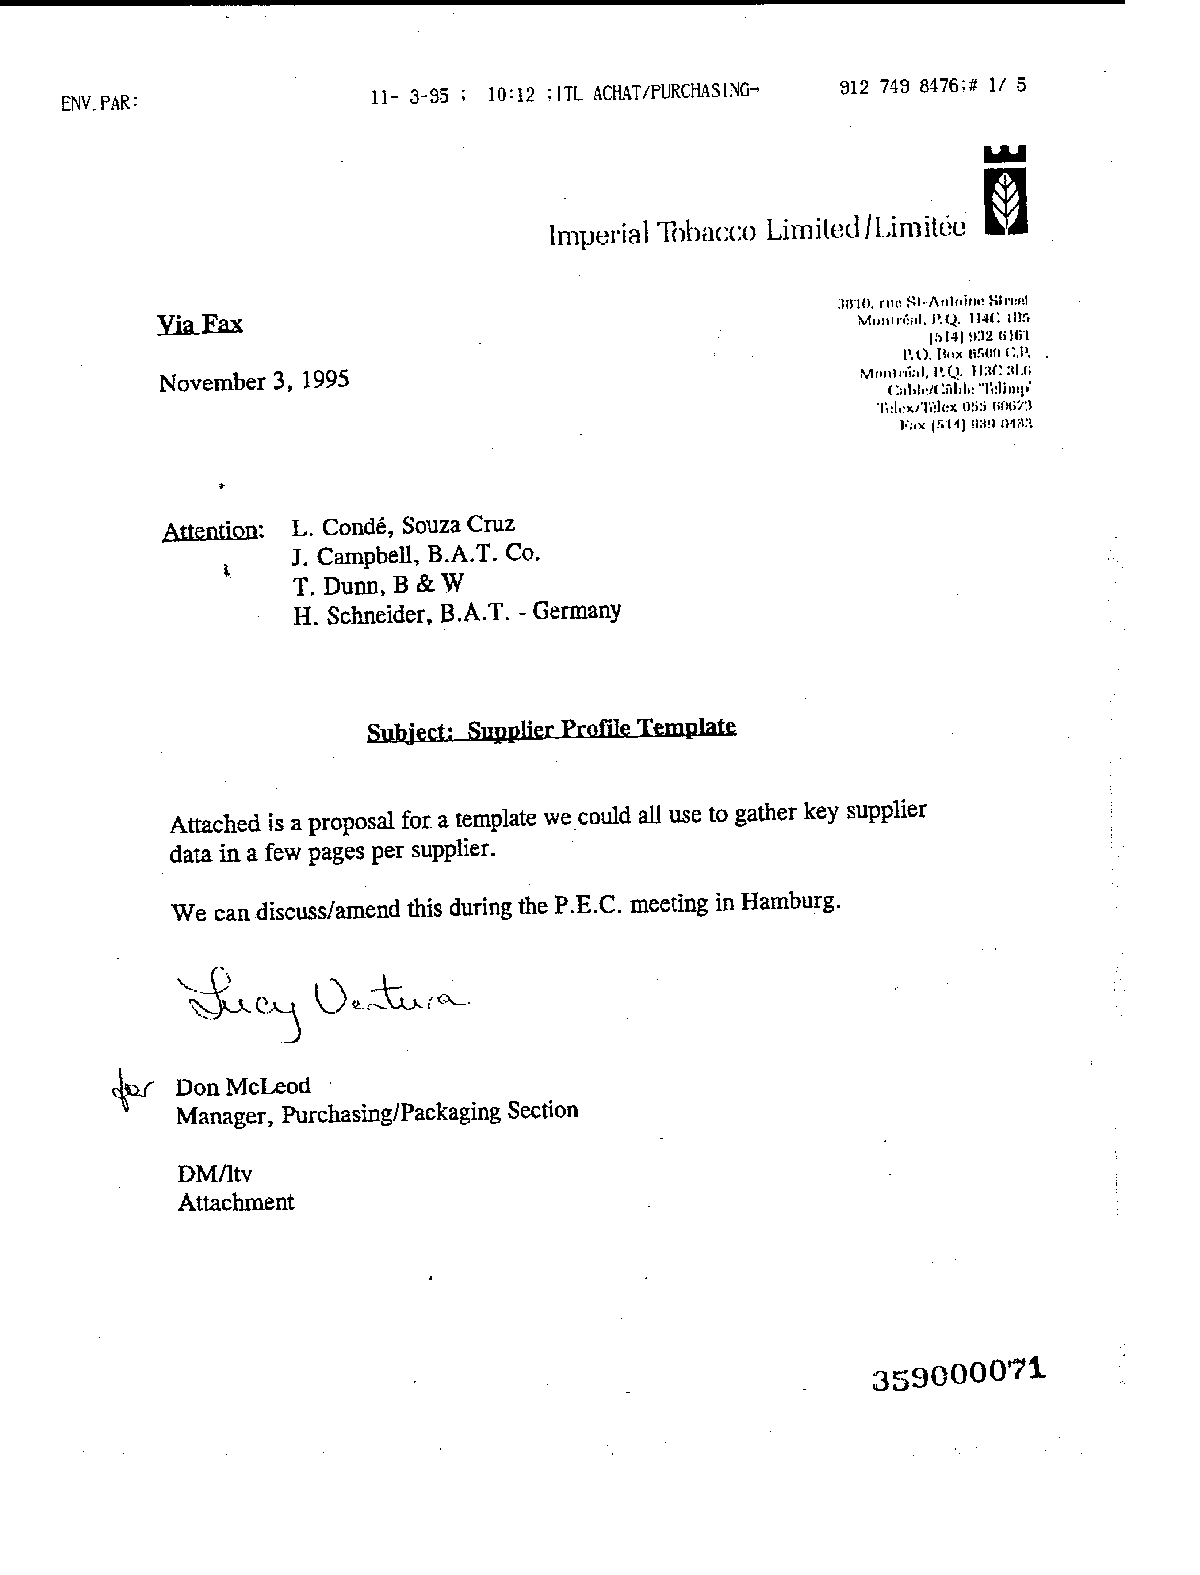 ENV.PAR: 11- 3-95 ; 10:12 ;ITL ACHAT/PURCHASING- 912 749 8476;# 1/ 5
Imperial Tobacco Limited/Limitée
3810, rue St-Antoine Street
Montréal, P.Q. H4C 1B5
(514) 932 6161
P.O. Box 6500 C.P.
Montréal, P.Q. H3C 3L6
Cable/Câble "Telimp"
Telex/Télex 055 60673
Fax (514) 939 0433
Via Fax
November 3, 1995
Attention: L. Condé, Souza Cruz
J. Campbell, B.A.T. Co.
T. Dunn, B & W
H. Schneider, B.A.T. - Germany
Subject: Supplier Profile Template
Attached is a proposal for a template we could all use to gather key supplier
data in a few pages per supplier.
We can discuss/amend this during the P.E.C. meeting in Hamburg.
Lucy Ventura
for Don McLeod
Manager, Purchasing/Packaging Section
DM/ltv
Attachment
359000071